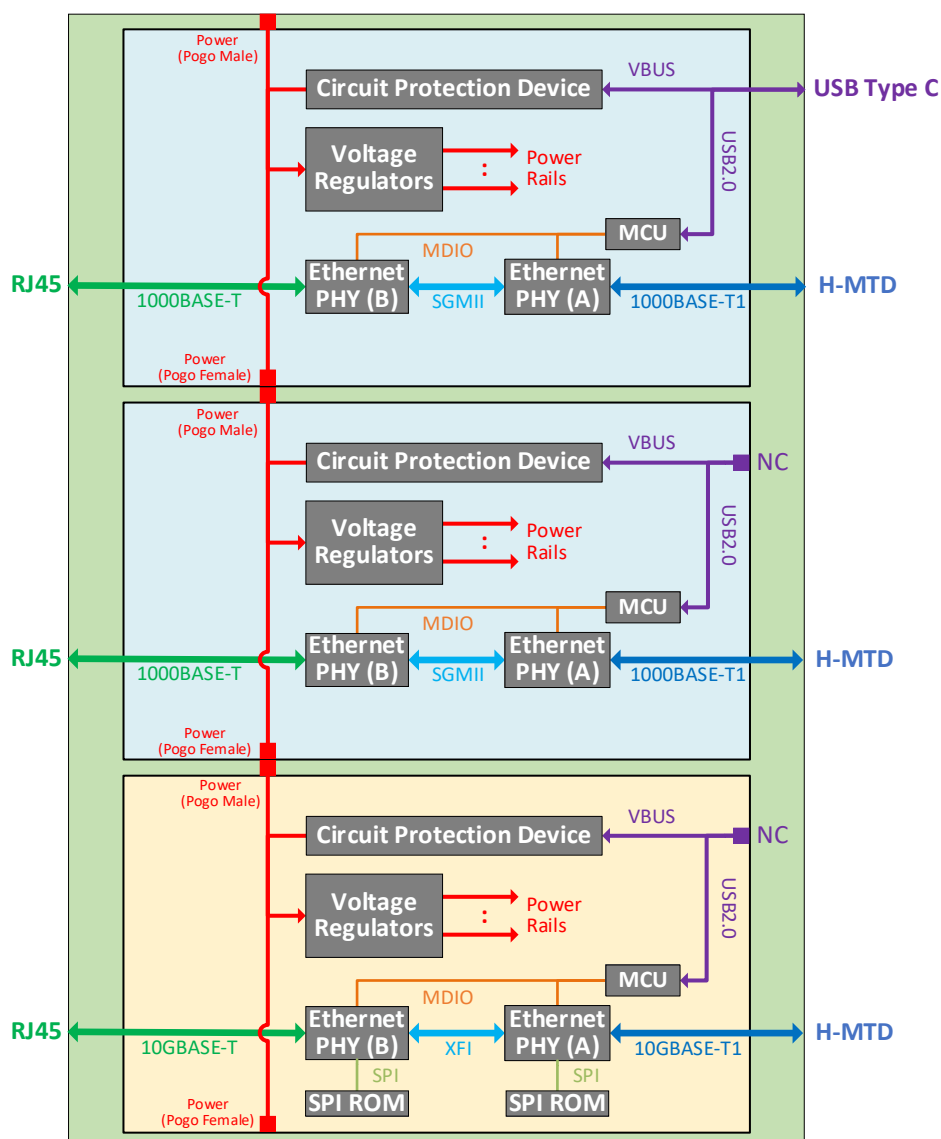 Power
(Pogo Male)
Circuit Protection Device
VBUS
USB Type C
USB2.0
Voltage
Regulators
:
Power
Rails
MCU
MDIO
RJ45
1000BASE-T
Ethernet
PHY (B)
SGMII
Ethernet
PHY (A)
1000BASE-T1
H-MTD
Power
(Pogo Female)
Power
(Pogo Male)
Circuit Protection Device
VBUS
NC
USB2.0
Voltage
Regulators
:
Power
Rails
MCU
MDIO
RJ45
1000BASE-T
Ethernet
PHY (B)
SGMII
Ethernet
PHY (A)
1000BASE-T1
H-MTD
Power
(Pogo Female)
Power
(Pogo Male)
Circuit Protection Device
VBUS
NC
USB2.0
Voltage
Regulators
:
Power
Rails
MCU
MDIO
RJ45
10GBASE-T
Ethernet
PHY (B)
XFI
Ethernet
PHY (A)
10GBASE-T1
H-MTD
SPI
SPI
SPI ROM
SPI ROM
Power
(Pogo Female)